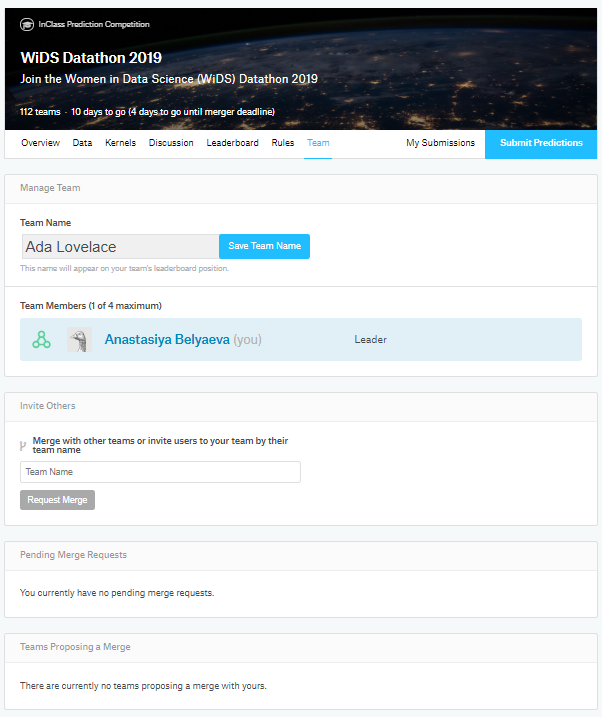 InClass Prediction Competition
WiDS Datathon 2019
Join the Women in Data Science (WiDS) Datathon 2019
112 teams · 10 days to go (4 days to go until merger deadline)
Overview Data Kernels Discussion Leaderboard Rules Team My Submissions Submit Predictions
Manage Team
Team Name
Ada Lovelace Save Team Name
This name will appear on your team's leaderboard position.
Team Members (1 of 4 maximum)
Anastasiya Belyaeva (you) Leader
Invite Others
Merge with other teams or invite users to your team by their
team name
Team Name
Request Merge
Pending Merge Requests
You currently have no pending merge requests.
Teams Proposing a Merge
There are currently no teams proposing a merge with yours.